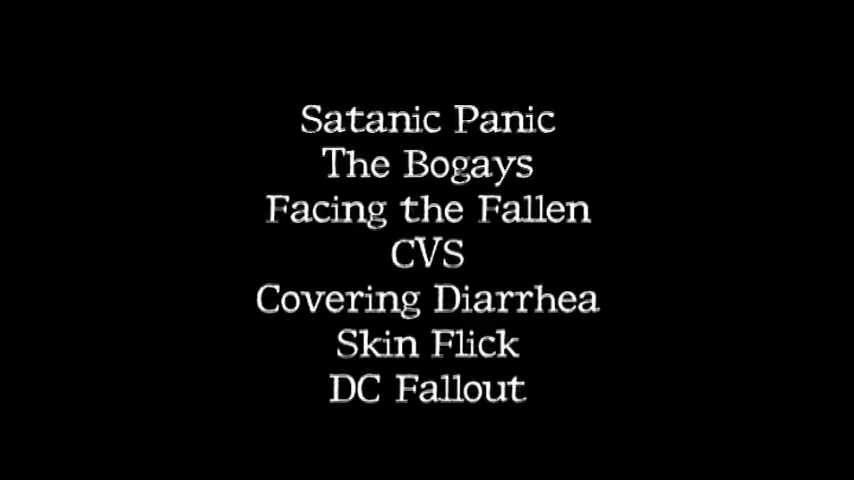 Satanic Panic
The Bogays
Facing the Fallen
CVS
Covering Diarrhea
Skin Flick
DC Fallout